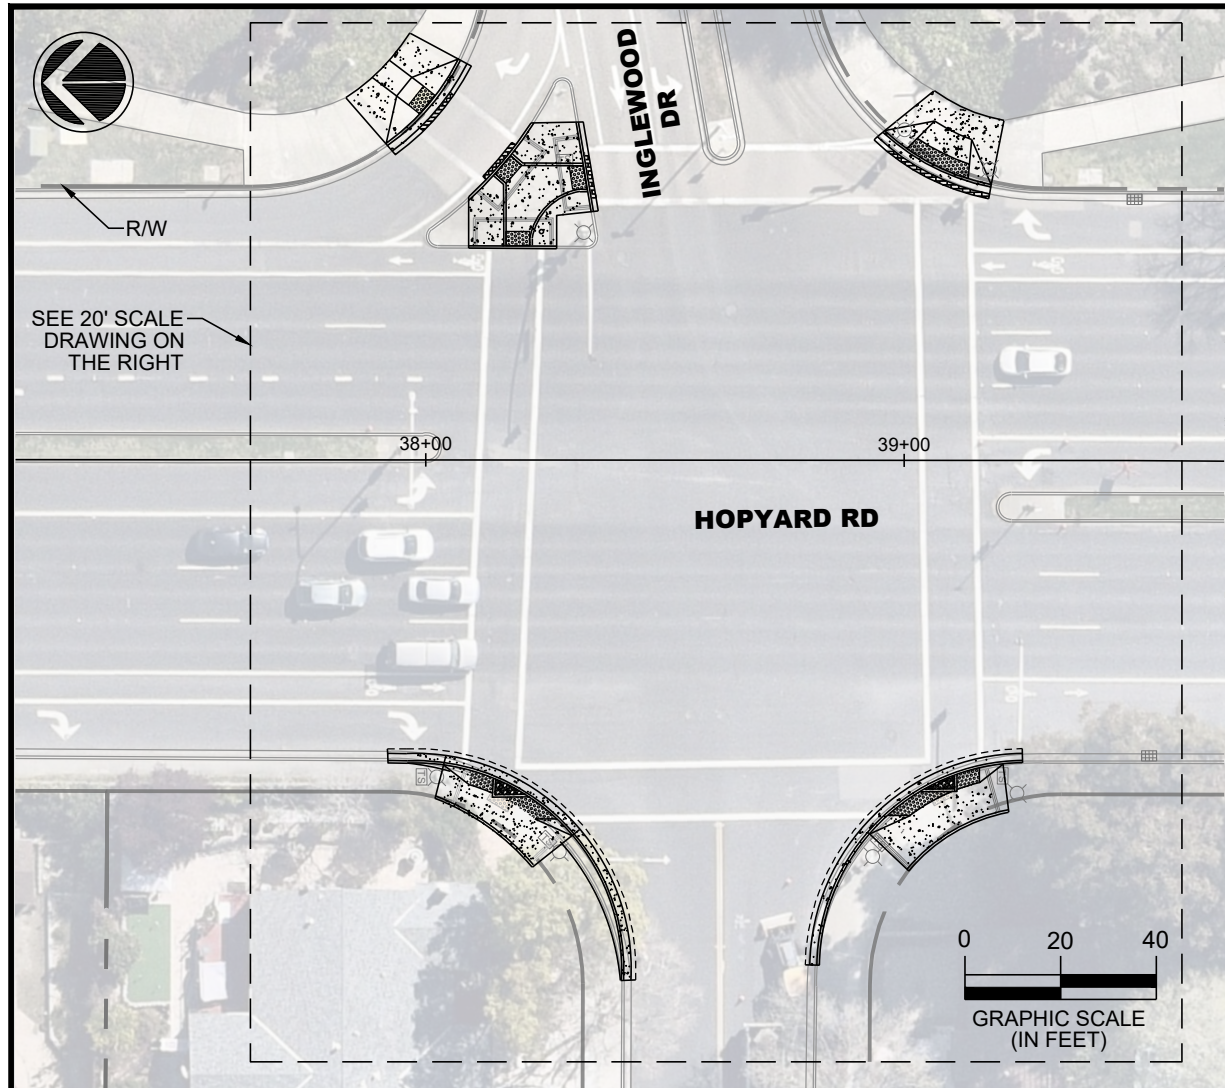 INGLEWOOD
DR
R/W
SEE 20' SCALE
DRAWING ON
THE RIGHT
38+00
39+00
HOPYARD RD
TS
0 20 40
GRAPHIC SCALE
(IN FEET)